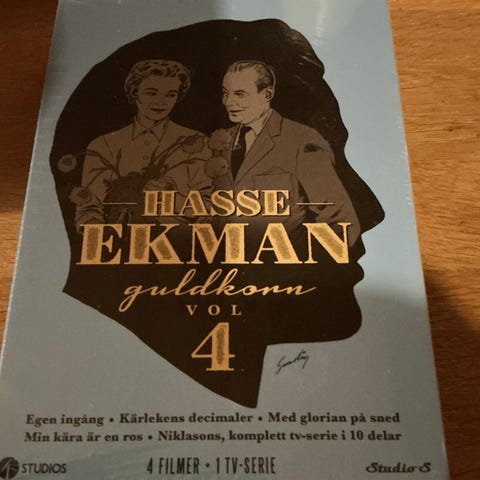 HASSE
EKMAN
guldkorn
VOL
4
Egen ingång • Kärlekens decimaler • Med glorian på sned
Min kära är en ros • Niklasons, komplett tv-serie i 10 delar
STUDIOS
4 FILMER • 1 TV-SERIE
Studio S